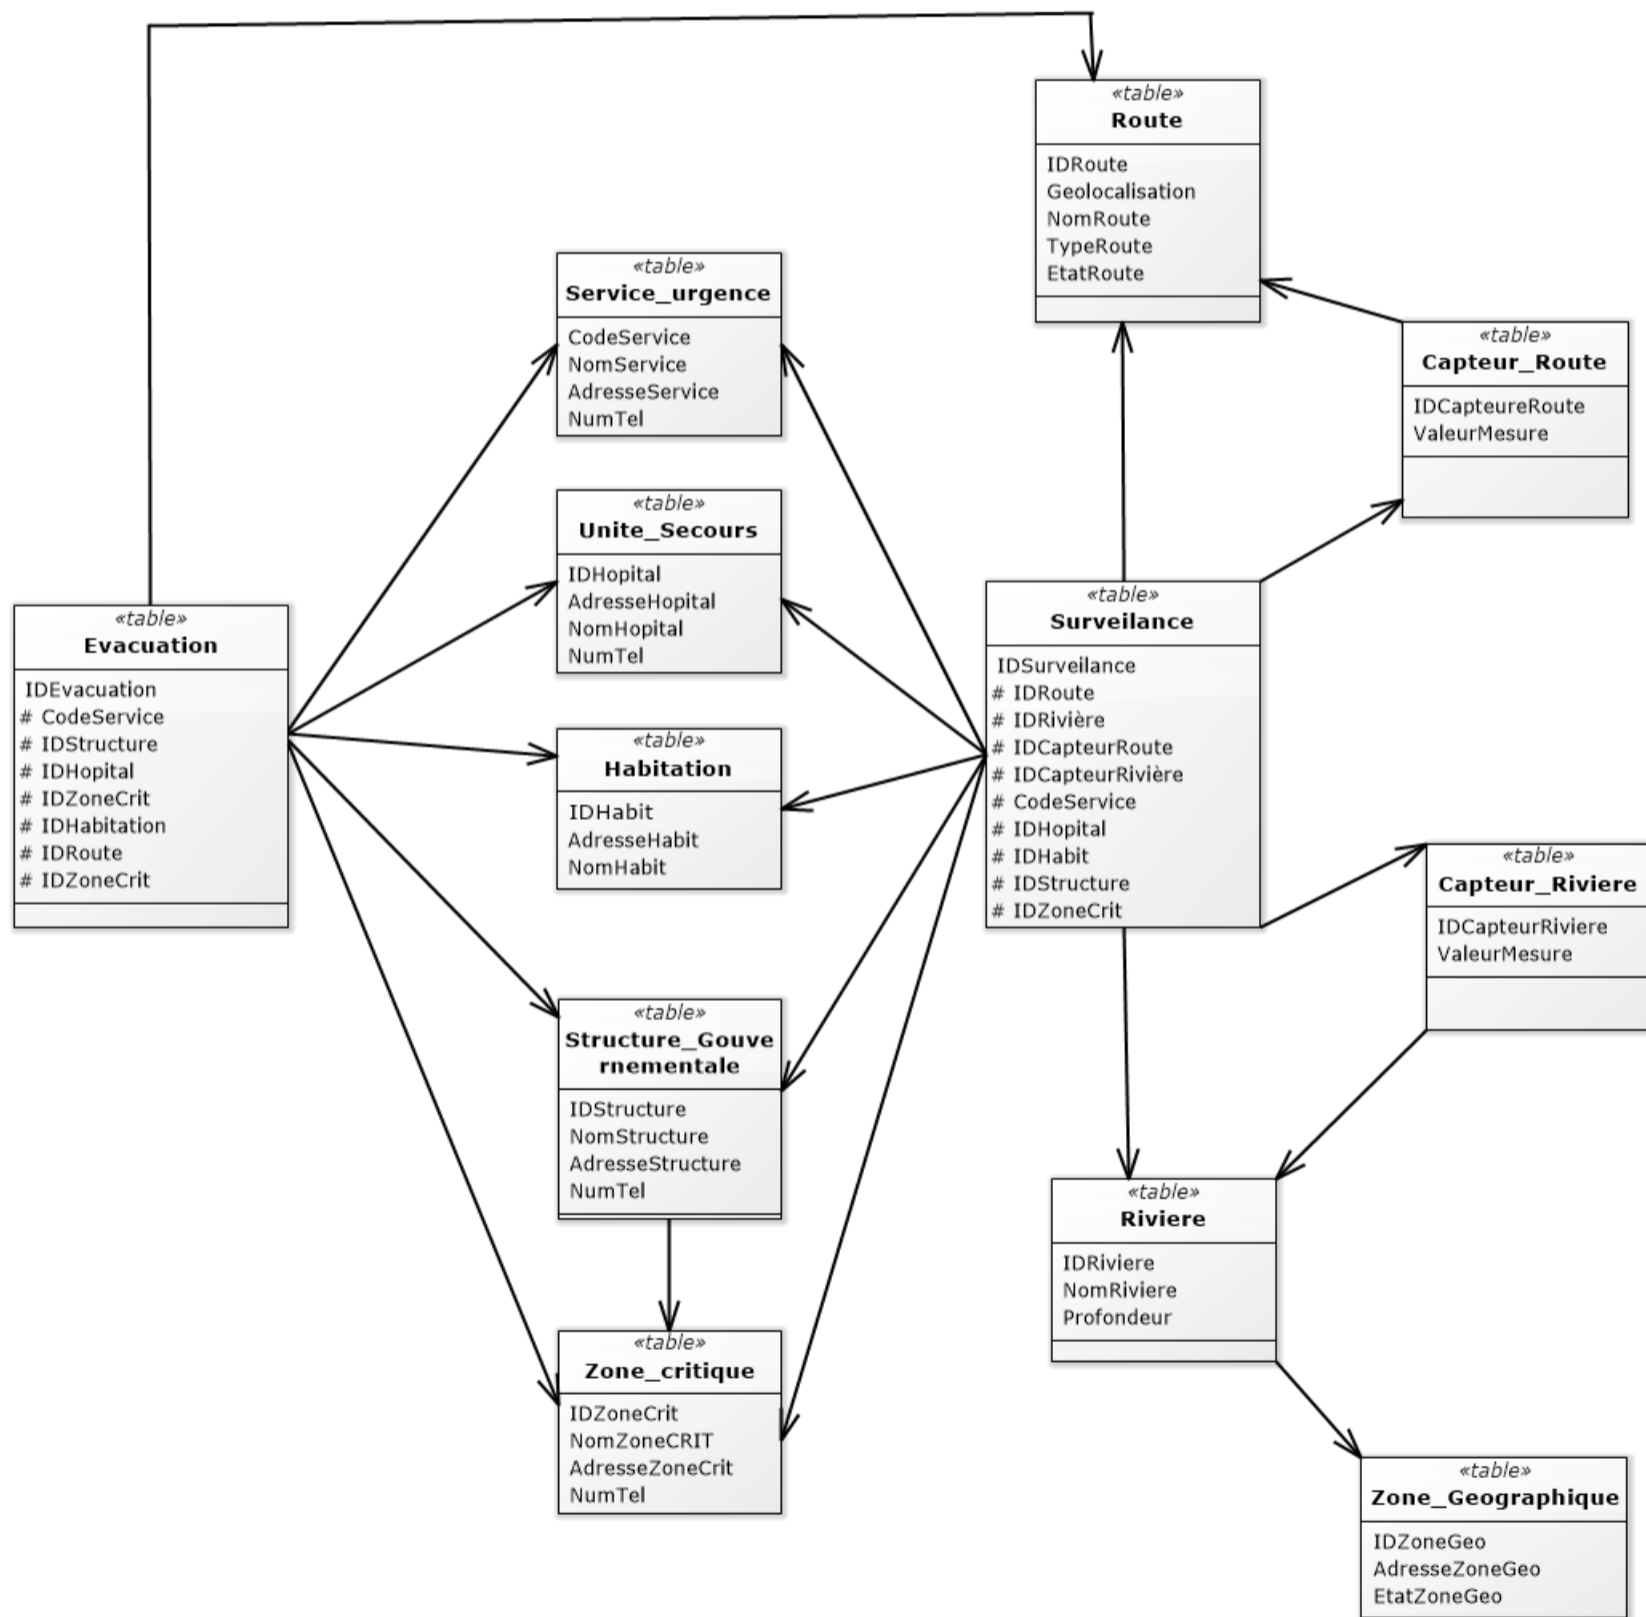 «table»
Route
IDRoute
Geolocalisation
NomRoute
TypeRoute
EtatRoute
«table»
Service_urgence
CodeService
NomService
AdresseService
NumTel
«table»
Capteur_Route
IDCapteureRoute
ValeurMesure
«table»
Unite_Secours
IDHopital
AdresseHopital
NomHopital
NumTel
«table»
Evacuation
IDEvacuation
# CodeService
# IDStructure
# IDHopital
# IDZoneCrit
# IDHabitation
# IDRoute
# IDZoneCrit
«table»
Surveilance
IDSurveilance
# IDRoute
# IDRivière
# IDCapteurRoute
# IDCapteurRivière
# CodeService
# IDHopital
# IDHabit
# IDStructure
# IDZoneCrit
«table»
Habitation
IDHabit
AdresseHabit
NomHabit
«table»
Capteur_Riviere
IDCapteurRiviere
ValeurMesure
«table»
Structure_Gouve
rnementale
IDStructure
NomStructure
AdresseStructure
NumTel
«table»
Riviere
IDRiviere
NomRiviere
Profondeur
«table»
Zone_critique
IDZoneCrit
NomZoneCRIT
AdresseZoneCrit
NumTel
«table»
Zone_Geographique
IDZoneGeo
AdresseZoneGeo
EtatZoneGeo